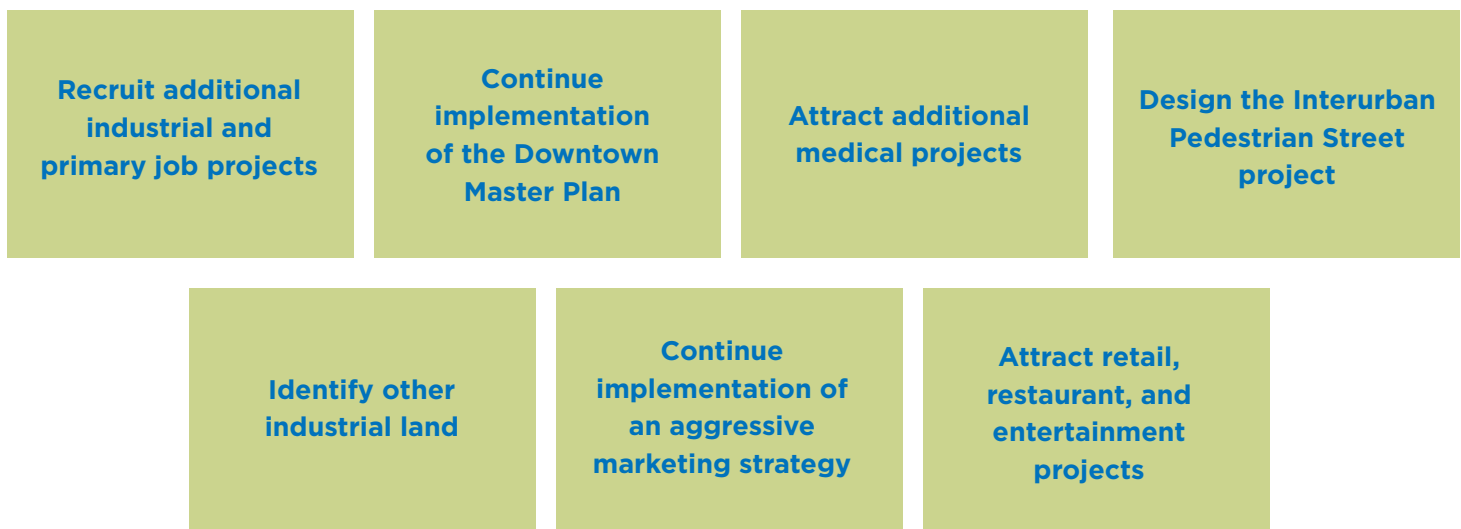 Recruit additional
industrial and
primary job projects
Continue
implementation
of the Downtown
Master Plan
Attract additional
medical projects
Design the Interurban
Pedestrian Street
project
Identify other
industrial land
Continue
implementation of
an aggressive
marketing strategy
Attract retail,
restaurant, and
entertainment
projects